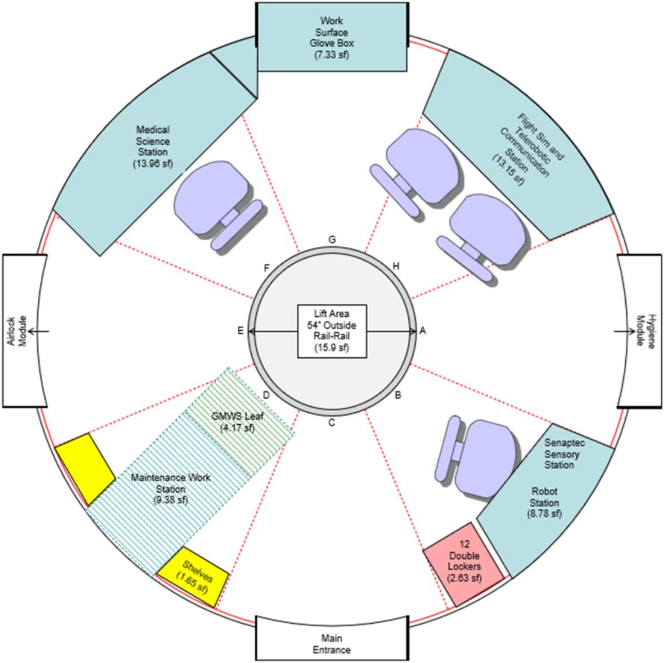 Work
Surface
Glove Box
(7.33 sf)
Medical
Science
Station
(13.96 sf)
Flight Sim and
Telerobotic
Communication
Station
(13.15 sf)
G
F
H
Airlock
Module
E
Lift Area
54" Outside
Rail-Rail
(15.9 sf)
A
Hygiene
Module
D
B
C
GMWS Leaf
(4.17 sf)
Maintenance Work
Station
(9.38 sf)
Senaptec
Sensory
Station
Robot
Station
(8.78 sf)
12
Double
Lockers
(2.63 sf)
Shelves
(1.65 sf)
Main
Entrance